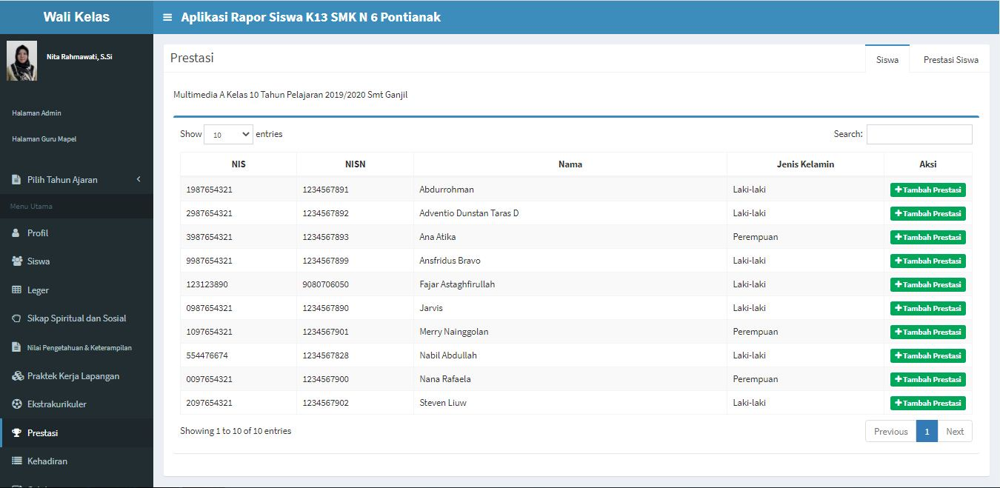 Wali Kelas
Aplikasi Rapor Siswa K13 SMK N 6 Pontianak
Nita Rahmawati, S.Si
Halaman Admin
Halaman Guru Mapel
Pilih Tahun Ajaran
Menu Utama
Profil
Siswa
Leger
Sikap Spiritual dan Sosial
Nilai Pengetahuan & Keterampilan
Praktek Kerja Lapangan
Ekstrakurikuler
Prestasi
Kehadiran
Prestasi
Siswa Prestasi Siswa
Multimedia A Kelas 10 Tahun Pelajaran 2019/2020 Smt Ganjil
Show 10 entries Search:
NIS NISN Nama Jenis Kelamin Aksi
1987654321 1234567891 Abdurrohman Laki-laki Tambah Prestasi
2987654321 1234567892 Adventio Dunstan Taras D Laki-laki Tambah Prestasi
3987654321 1234567893 Ana Atika Perempuan Tambah Prestasi
9987654321 1234567899 Ansfridus Bravo Laki-laki Tambah Prestasi
123123890 9080706050 Fajar Astaghfirullah Laki-laki Tambah Prestasi
0987654321 1234567890 Jarvis Laki-laki Tambah Prestasi
1097654321 1234567901 Merry Nainggolan Perempuan Tambah Prestasi
554476674 1234567828 Nabil Abdullah Laki-laki Tambah Prestasi
0097654321 1234567900 Nana Rafaela Perempuan Tambah Prestasi
2097654321 1234567902 Steven Liuw Laki-laki Tambah Prestasi
Showing 1 to 10 of 10 entries
Previous 1 Next